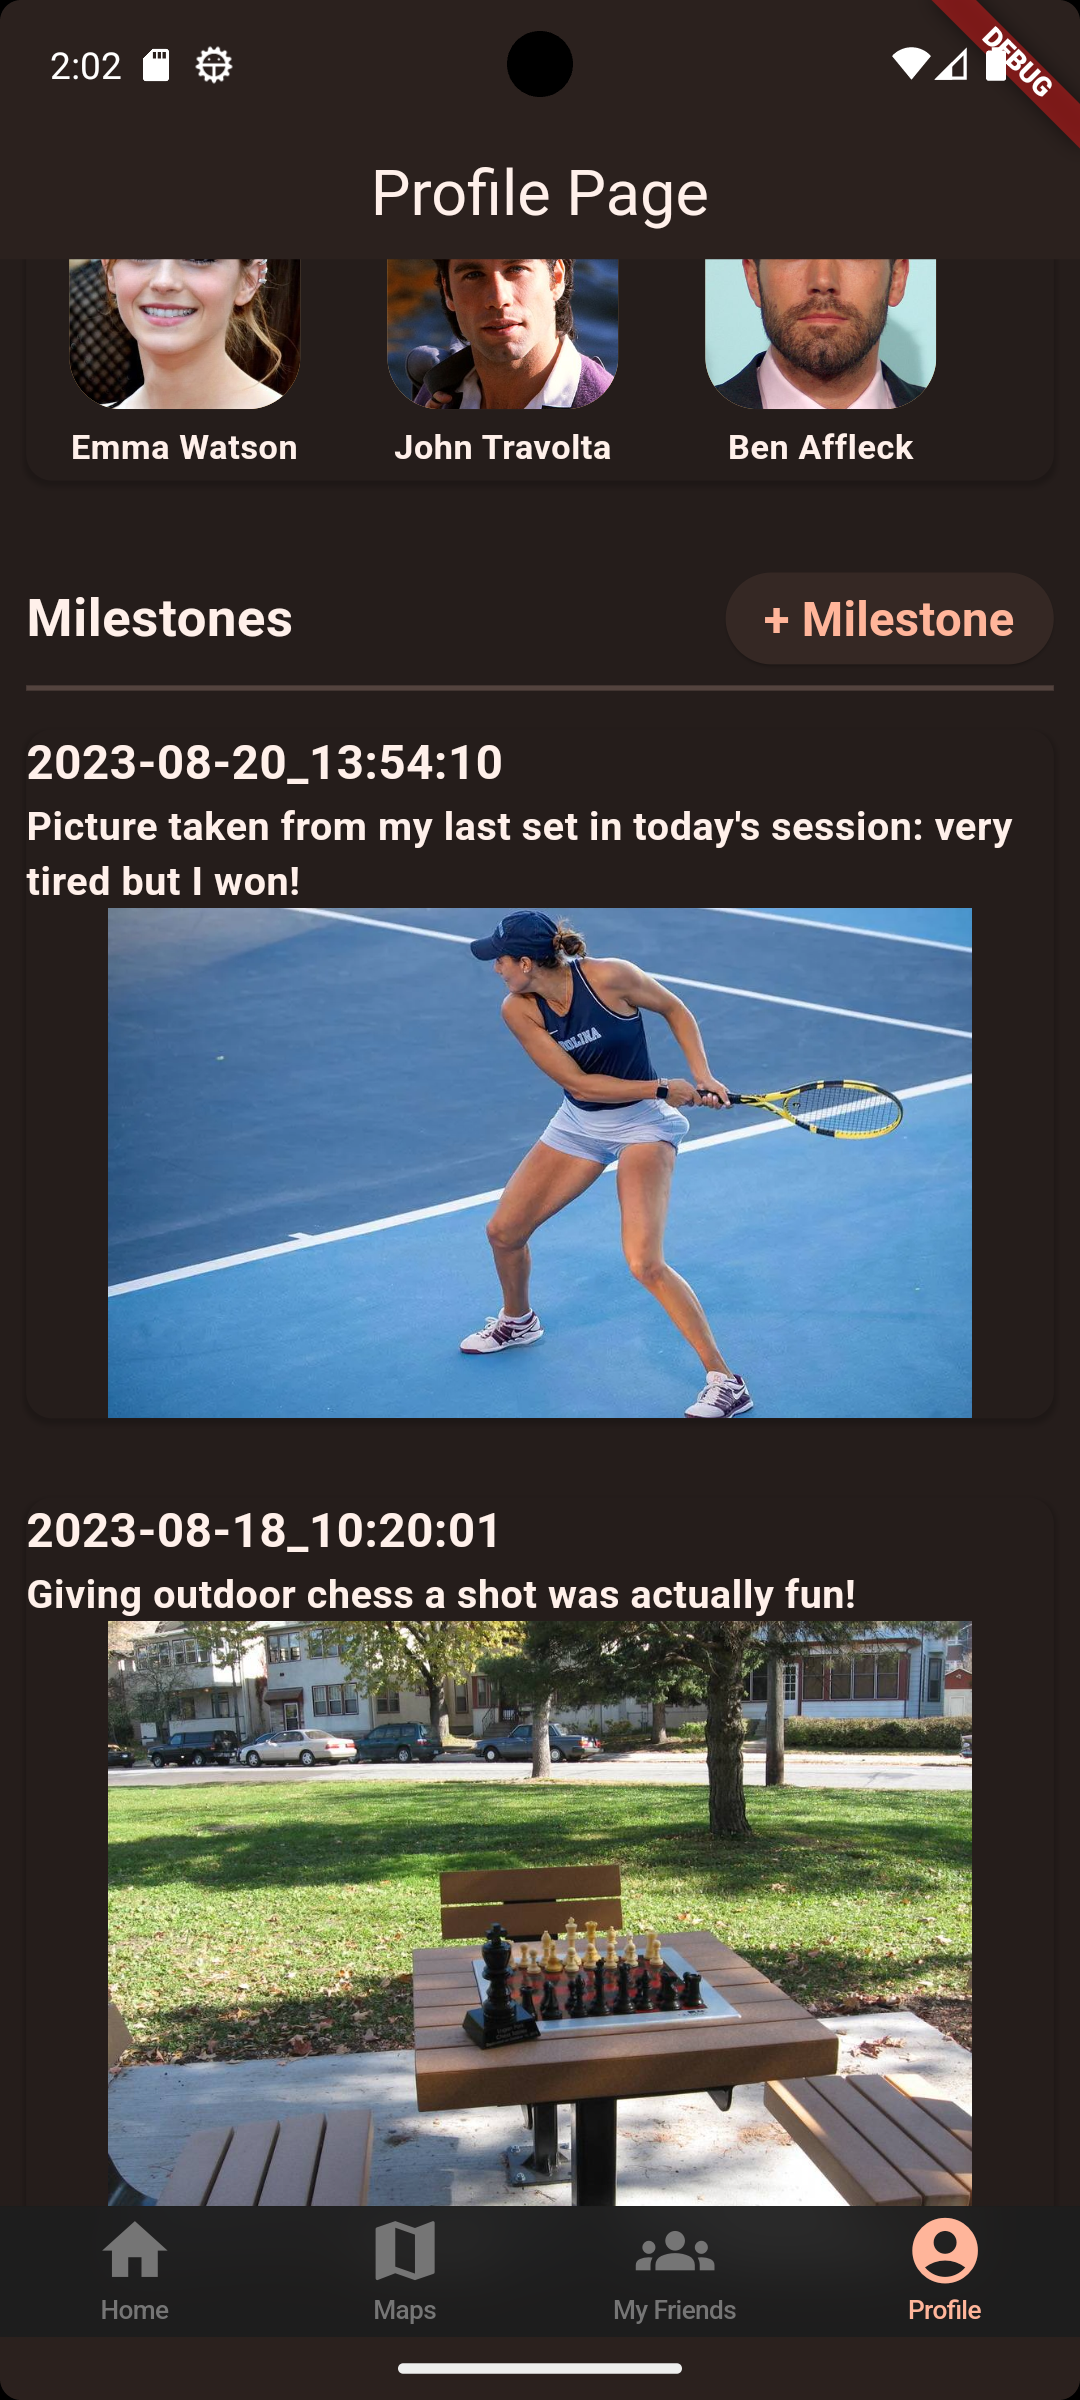 2:02
DEBUG
Profile Page
Emma Watson
John Travolta
Ben Affleck
Milestones
+ Milestone
2023-08-20_13:54:10
Picture taken from my last set in today's session: very
tired but I won!
2023-08-18_10:20:01
Giving outdoor chess a shot was actually fun!
Home
Maps
My Friends
Profile